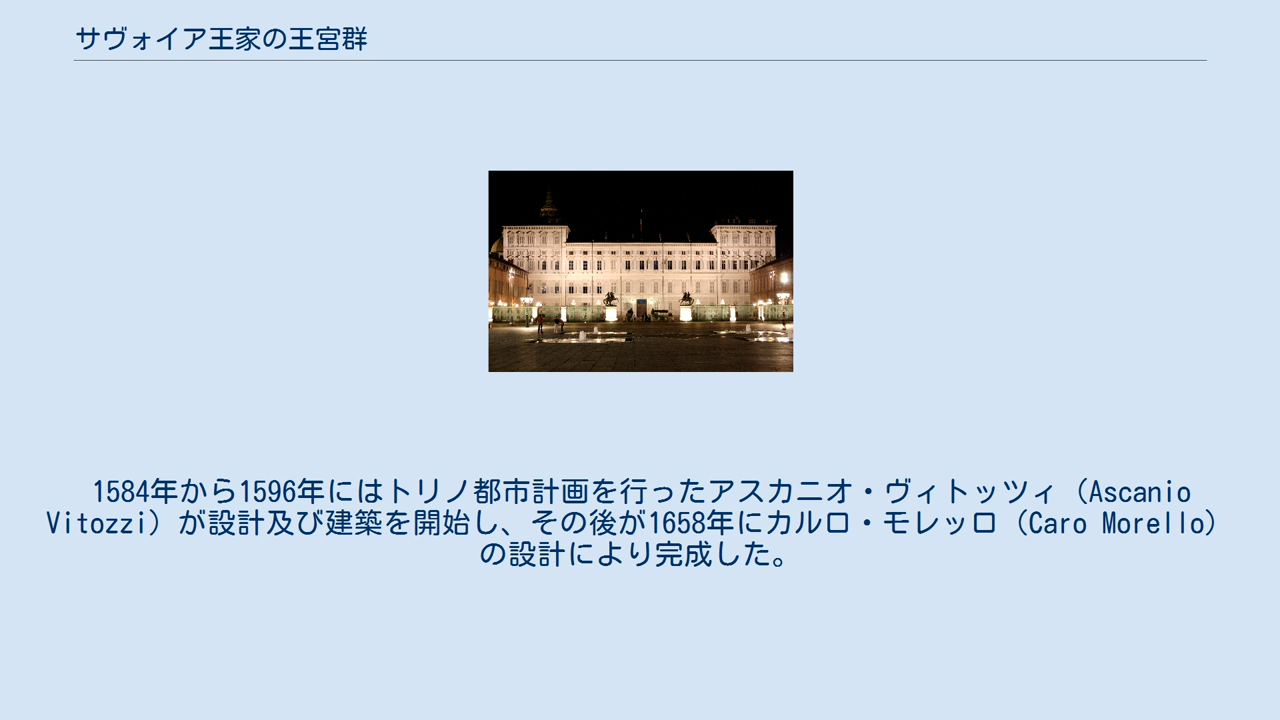 サヴォイア王家の王宮群
1584年から1596年にはトリノ都市計画を行ったアスカニオ・ヴィトッツィ（Ascanio
Vitozzi）が設計及び建築を開始し、その後が1658年にカルロ・モレッロ（Caro Morello）
の設計により完成した。